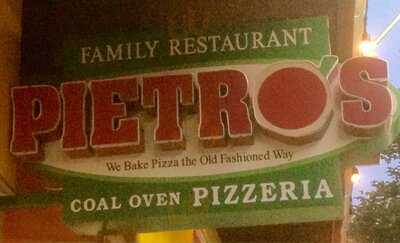 FAMILY RESTAURANT
PIETRO'S
We Bake Pizza the Old Fashioned Way
COAL OVEN PIZZERIA